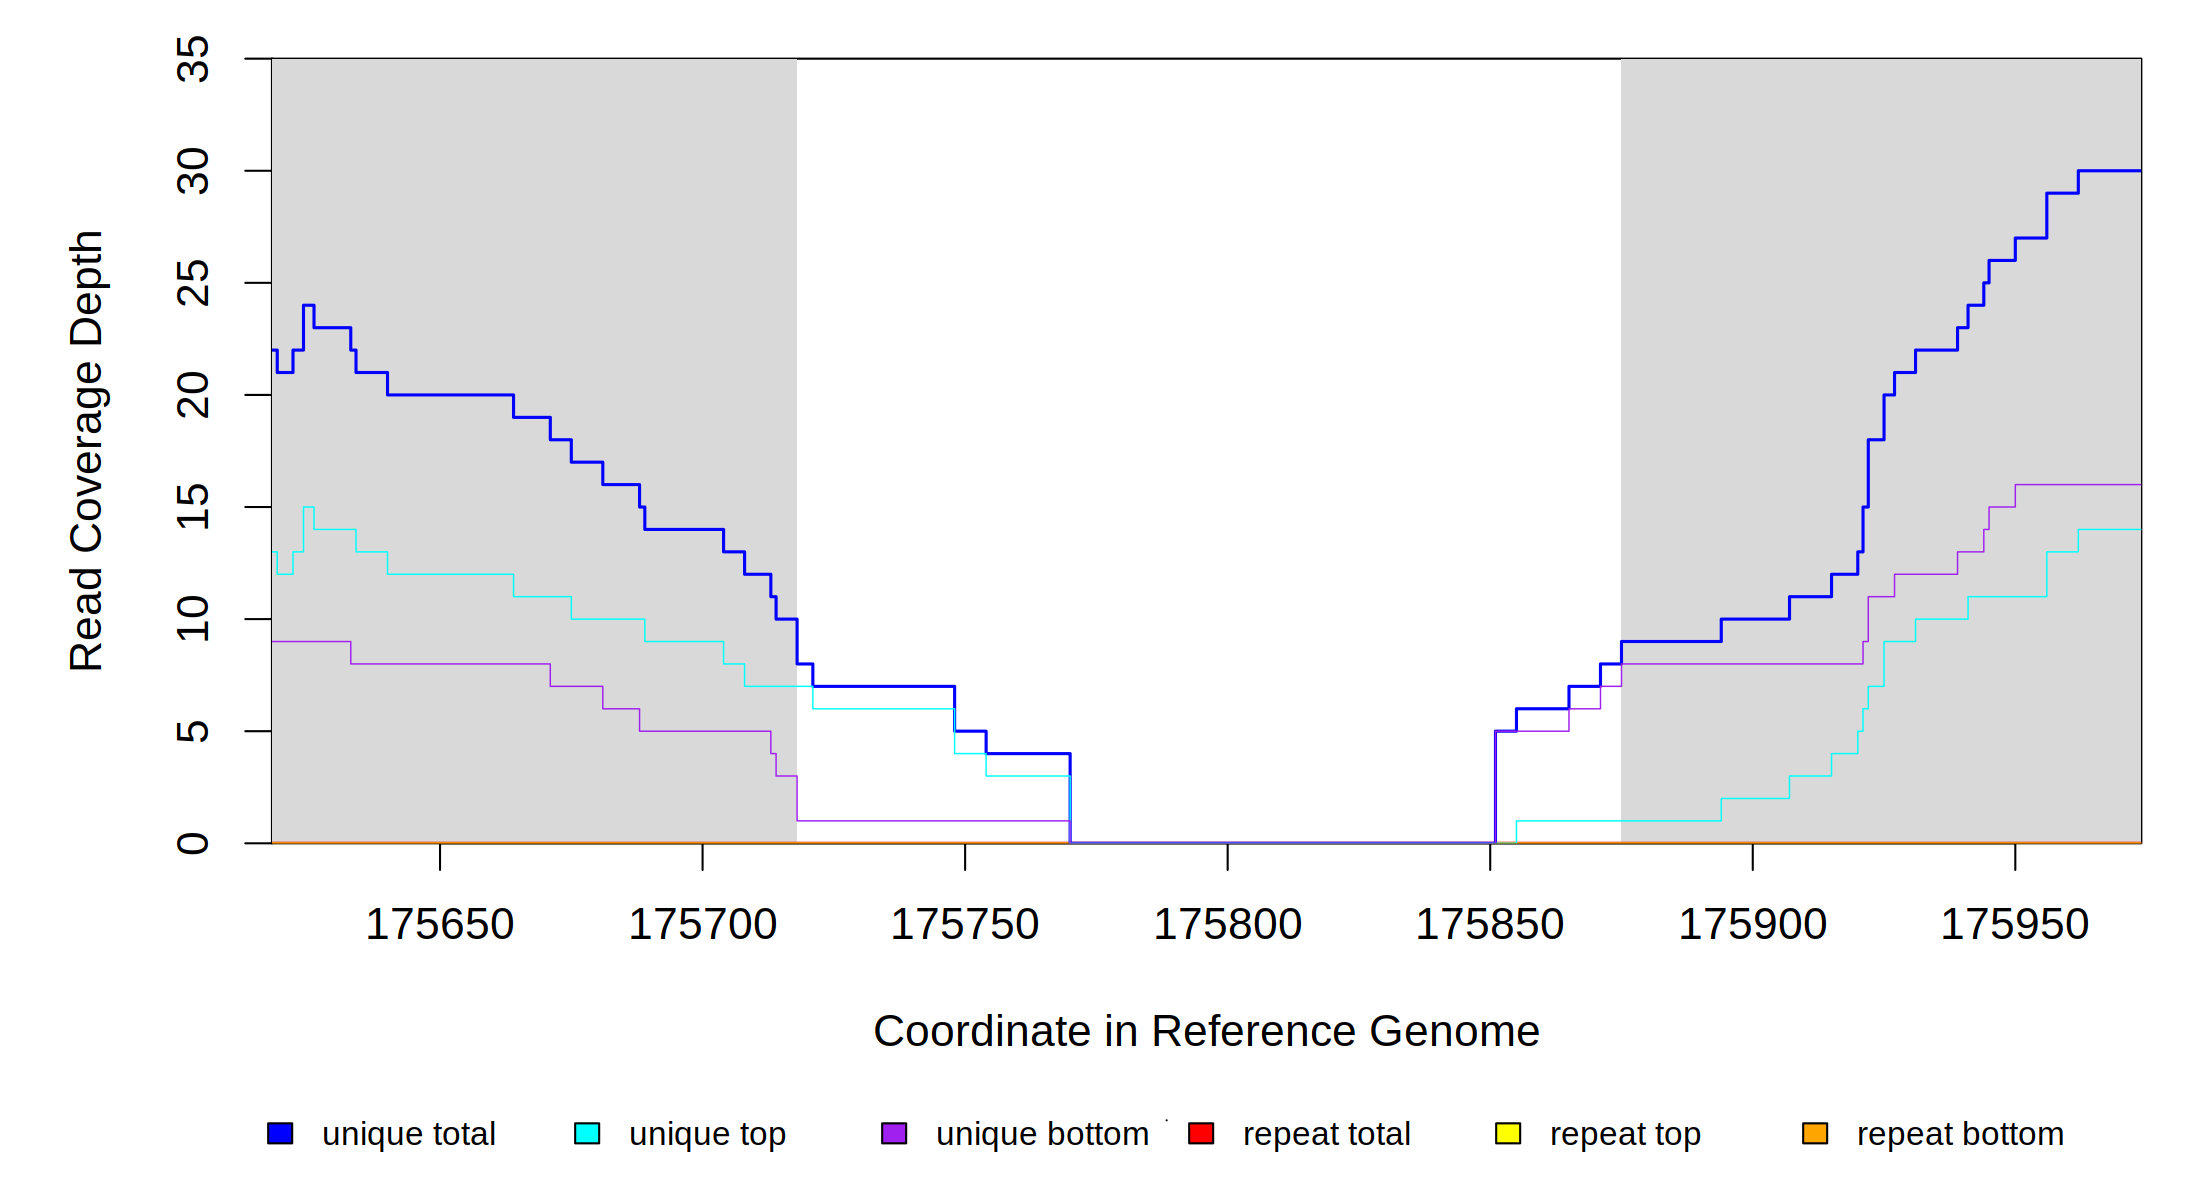 35
30
25
20
15
10
5
0
Read Coverage Depth
175650 175700 175750 175800 175850 175900 175950
Coordinate in Reference Genome
unique total unique top unique bottom repeat total repeat top repeat bottom